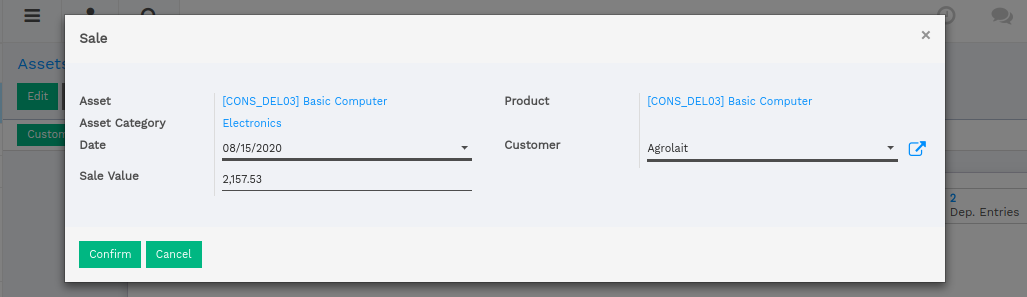 Sale
×
Assets
Edit
Custom
Asset [CONS_DEL03] Basic Computer
Product [CONS_DEL03] Basic Computer
Asset Category Electronics
Date 08/15/2020
Customer Agrolait
Sale Value 2,157.53
2
Dep. Entries
Confirm Cancel